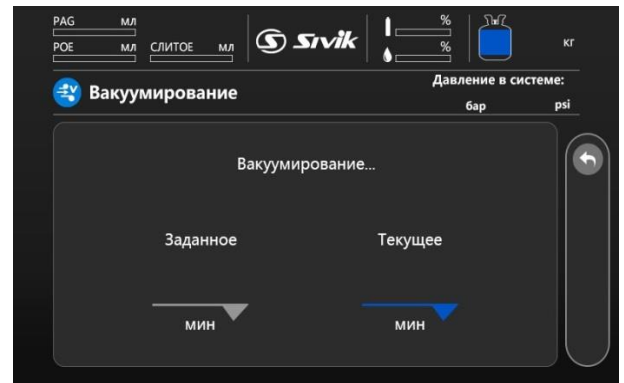 PAG мл
POE мл СЛИТОЕ мл
Sivik
%
%
кг
Вакуумирование
Давление в системе:
бар psi
Вакуумирование...
Заданное Текущее
мин мин